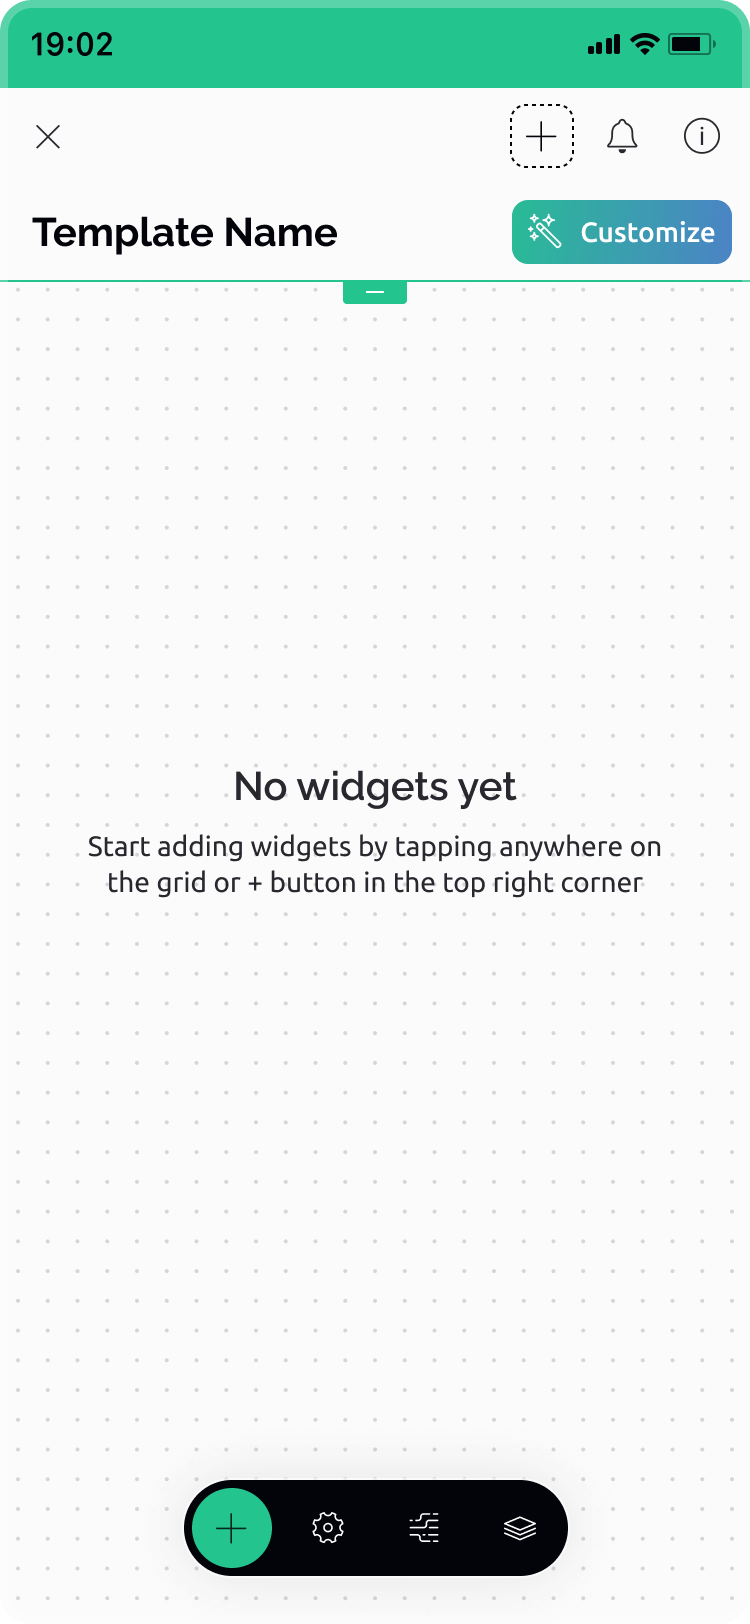 19:02
Template Name
Customize
No widgets yet
Start adding widgets by tapping anywhere on
the grid or + button in the top right corner